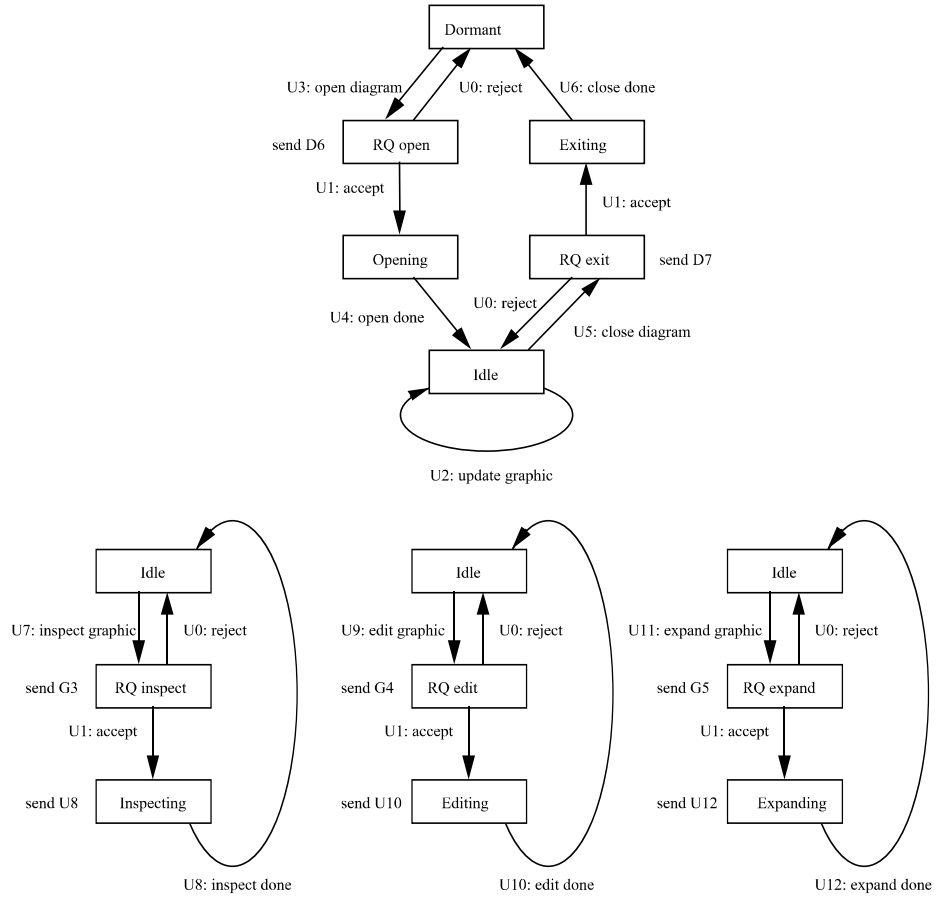 Dormant
U3: open diagram
U0: reject
U6: close done
send D6
RQ open
Exiting
U1: accept
U1: accept
Opening
RQ exit
send D7
U0: reject
U4: open done
U5: close diagram
Idle
U2: update graphic
Idle
Idle
Idle
U7: inspect graphic
U0: reject
U9: edit graphic
U0: reject
U11: expand graphic
U0: reject
send G3
RQ inspect
send G4
RQ edit
send G5
RQ expand
U1: accept
U1: accept
U1: accept
send U8
Inspecting
send U10
Editing
send U12
Expanding
U8: inspect done
U10: edit done
U12: expand done